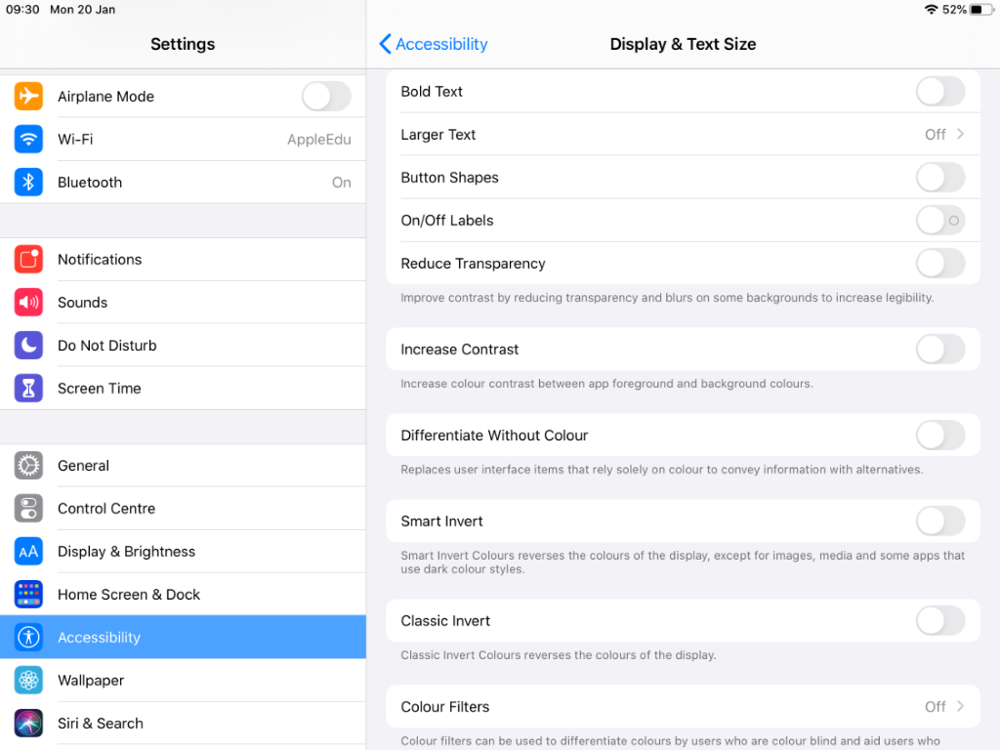 09:30 Mon 20 Jan
52%
Settings
Airplane Mode
Wi-Fi AppleEdu
Bluetooth On
Notifications
Sounds
Do Not Disturb
Screen Time
General
Control Centre
AA Display & Brightness
Home Screen & Dock
Accessibility
Wallpaper
Siri & Search
Accessibility Display & Text Size
Bold Text
Larger Text Off
Button Shapes
On/Off Labels
Reduce Transparency
Improve contrast by reducing transparency and blurs on some backgrounds to increase legibility.
Increase Contrast
Increase colour contrast between app foreground and background colours.
Differentiate Without Colour
Replaces user interface items that rely solely on colour to convey information with alternatives.
Smart Invert
Smart Invert Colours reverses the colours of the display, except for images, media and some apps that
use dark colour styles.
Classic Invert
Classic Invert Colours reverses the colours of the display.
Colour Filters Off
Colour filters can be used to differentiate colours by users who are colour blind and aid users who